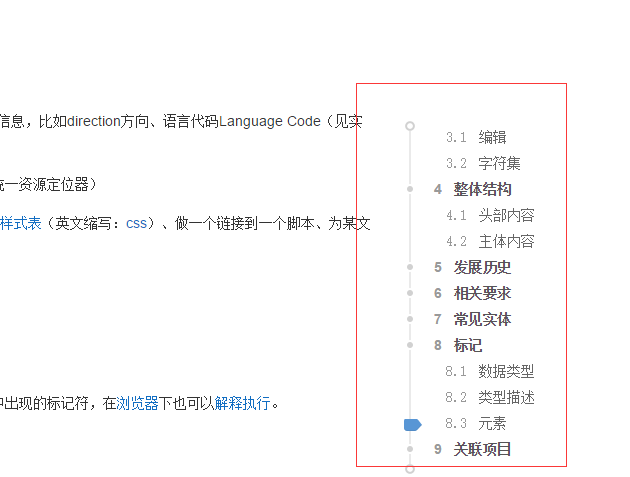 信息，比如direction方向、语言代码Language Code（见实
统一资源定位器）
样式表（英文缩写：css）、做一个链接到一个脚本、为某文
中出现的标记符，在浏览器下也可以解释执行。
3.1 编辑
3.2 字符集
4 整体结构
4.1 头部内容
4.2 主体内容
5 发展历史
6 相关要求
7 常见实体
8 标记
8.1 数据类型
8.2 类型描述
8.3 元素
9 关联项目